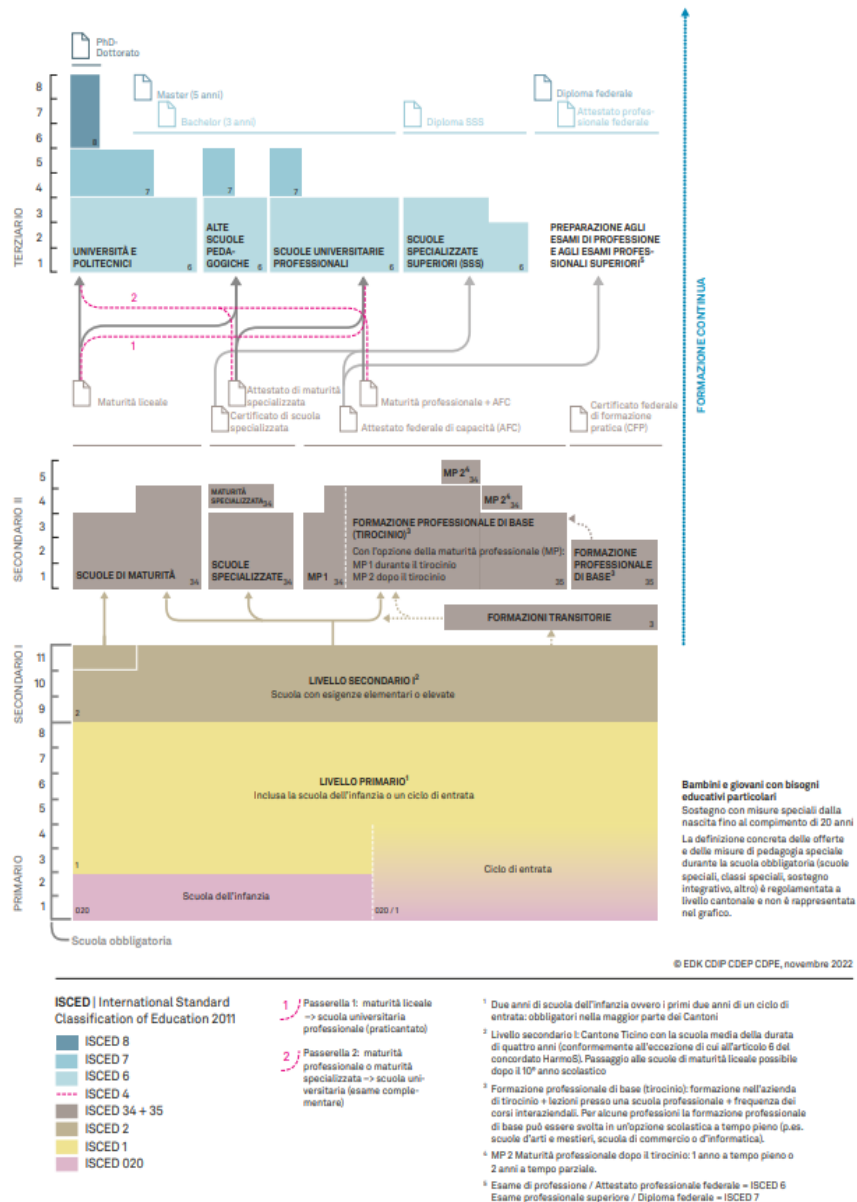 PhD-
Dottorato
Master (5 anni)
Bachelor (3 anni)
Diploma SSS
Diploma federale
Attestato profes-
sionale federale
TERZIARIO
8
7
6
5
4
3
2
1
8
7
7
7
UNIVERSITÀ E
POLITECNICI
6
ALTE
SCUOLE
PEDA-
GOGICHE
6
SCUOLE UNIVERSITARIE
PROFESSIONALI
6
SCUOLE
SPECIALIZZATE
SUPERIORI (SSS)
6
PREPARAZIONE AGLI
ESAMI DI PROFESSIONE
E AGLI ESAMI PROFES-
SIONALI SUPERIORI⁵
2
1
FORMAZIONE CONTINUA
Maturità liceale
Attestato di maturità
specializzata
Certificato di scuola
specializzata
Maturità professionale + AFC
Attestato federale di capacità (AFC)
Certificato federale
di formazione
pratica (CFP)
SECONDARIO II
5
4
3
2
1
SCUOLE DI MATURITÀ
34
MATURITÀ
SPECIALIZZATA
34
SCUOLE
SPECIALIZZATE
34
MP 1
34
MP 2⁴
34
MP 2⁴
34
FORMAZIONE PROFESSIONALE DI BASE
(TIROCINIO)³
Con l'opzione della maturità professionale (MP):
MP 1 durante il tirocinio
MP 2 dopo il tirocinio
35
FORMAZIONE
PROFESSIONALE
DI BASE³
35
FORMAZIONI TRANSITORIE
3
SECONDARIO I
11
10
9
LIVELLO SECONDARIO I²
Scuola con esigenze elementari o elevate
2
PRIMARIO
8
7
6
5
4
3
2
1
LIVELLO PRIMARIO¹
Inclusa la scuola dell'infanzia o un ciclo di entrata
1
Scuola dell'infanzia
020
Ciclo di entrata
020 / 1
Scuola obbligatoria
Bambini e giovani con bisogni
educativi particolari
Sostegno con misure speciali dalla
nascita fino al compimento di 20 anni
La definizione concreta delle offerte
e delle misure di pedagogia speciale
durante la scuola obbligatoria (scuole
speciali, classi speciali, sostegno
integrativo, altro) è regolamentata a
livello cantonale e non è rappresentata
nel grafico.
© EDK CDIP CDEP CDPE, novembre 2022
ISCED | International Standard
Classification of Education 2011
ISCED 8
ISCED 7
ISCED 6
ISCED 4
ISCED 34 + 35
ISCED 2
ISCED 1
ISCED 020
1
Passerella 1: maturità liceale
–> scuola universitaria
professionale (praticantato)
2
Passerella 2: maturità
professionale o maturità
specializzata –> scuola uni-
versitaria (esame comple-
mentare)
¹ Due anni di scuola dell'infanzia ovvero i primi due anni di un ciclo di
entrata: obbligatori nella maggior parte dei Cantoni
² Livello secondario I: Cantone Ticino con la scuola media della durata
di quattro anni (conformemente all'eccezione di cui all'articolo 6 del
concordato HarmoS). Passaggio alle scuole di maturità liceale possibile
dopo il 10º anno scolastico
³ Formazione professionale di base (tirocinio): formazione nell'azienda
di tirocinio + lezioni presso una scuola professionale + frequenza dei
corsi interaziendali. Per alcune professioni la formazione professionale
di base può essere svolta in un'opzione scolastica a tempo pieno (p.es.
scuole d'arti e mestieri, scuola di commercio o d'informatica).
⁴ MP 2 Maturità professionale dopo il tirocinio: 1 anno a tempo pieno o
2 anni a tempo parziale.
⁵ Esame di professione / Attestato professionale federale = ISCED 6
Esame professionale superiore / Diploma federale = ISCED 7